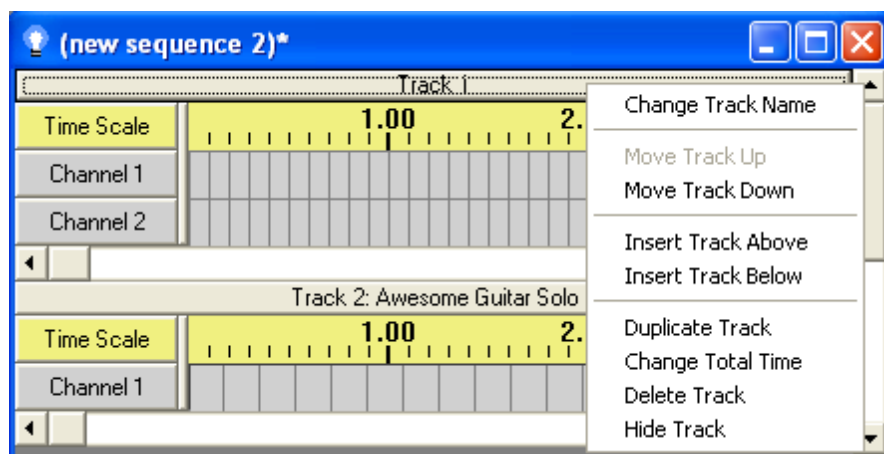 (new sequence 2)*
Track 1
Time Scale
1.00
2.
Channel 1
Channel 2
Track 2: Awesome Guitar Solo
Time Scale
1.00
2.
Channel 1
Change Track Name
Move Track Up
Move Track Down
Insert Track Above
Insert Track Below
Duplicate Track
Change Total Time
Delete Track
Hide Track